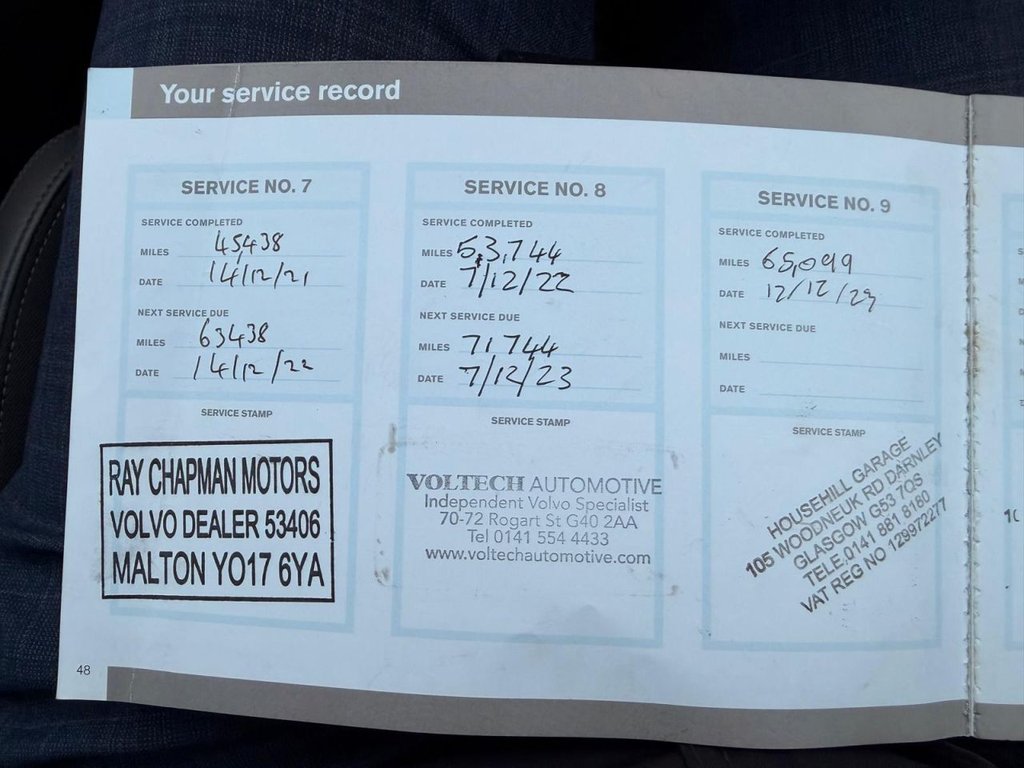 Your service record
SERVICE NO. 7
SERVICE COMPLETED
MILES 45,438
DATE 14/12/21
NEXT SERVICE DUE
MILES 63438
DATE 14/12/22
SERVICE STAMP
RAY CHAPMAN MOTORS
VOLVO DEALER 53406
MALTON YO17 6YA
SERVICE NO. 8
SERVICE COMPLETED
MILES 53,744
DATE 7/12/22
NEXT SERVICE DUE
MILES 71744
DATE 7/12/23
SERVICE STAMP
VOLTECH AUTOMOTIVE
Independent Volvo Specialist
70-72 Rogart St G40 2AA
Tel 0141 554 4433
www.voltechautomotive.com
SERVICE NO. 9
SERVICE COMPLETED
MILES 65,099
DATE 12/12/23
NEXT SERVICE DUE
MILES
DATE
SERVICE STAMP
HOUSEHILL GARAGE
105 WOODNEUK RD DARNLEY
GLASGOW G53 7OS
TELE.0141 881 8180
VAT REG NO 129972277
48